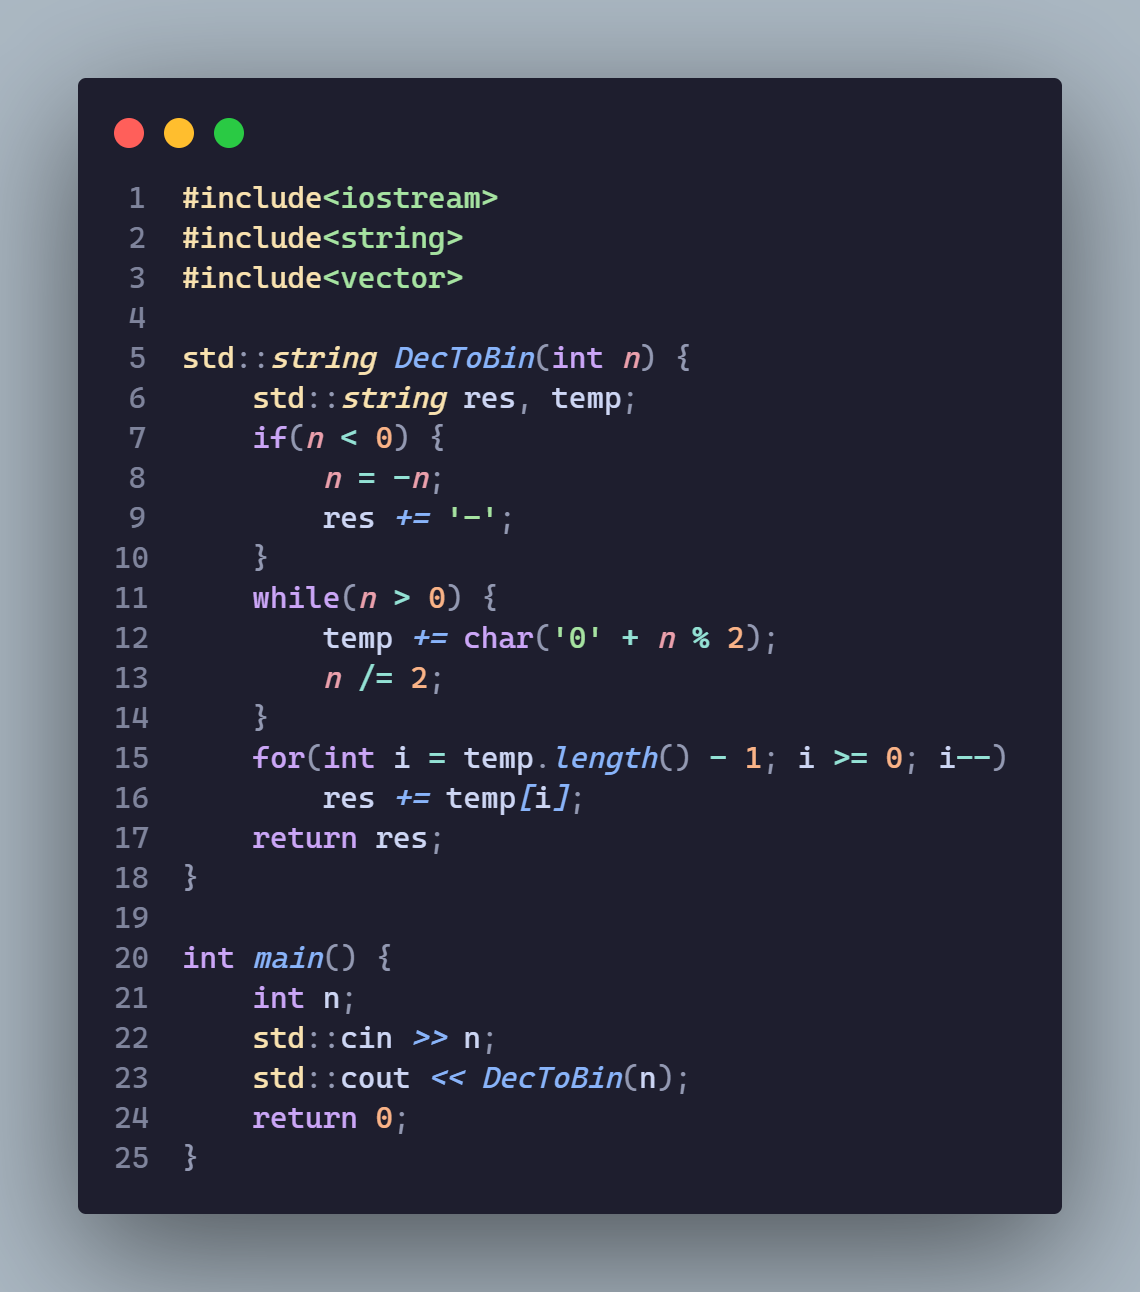 1 #include<iostream>
2 #include<string>
3 #include<vector>
4
5 std::string DecToBin(int n) {
6     std::string res, temp;
7     if(n < 0) {
8         n = -n;
9         res += '-';
10     }
11     while(n > 0) {
12         temp += char('0' + n % 2);
13         n /= 2;
14     }
15     for(int i = temp.length() - 1; i >= 0; i--)
16         res += temp[i];
17     return res;
18 }
19
20 int main() {
21     int n;
22     std::cin >> n;
23     std::cout << DecToBin(n);
24     return 0;
25 }